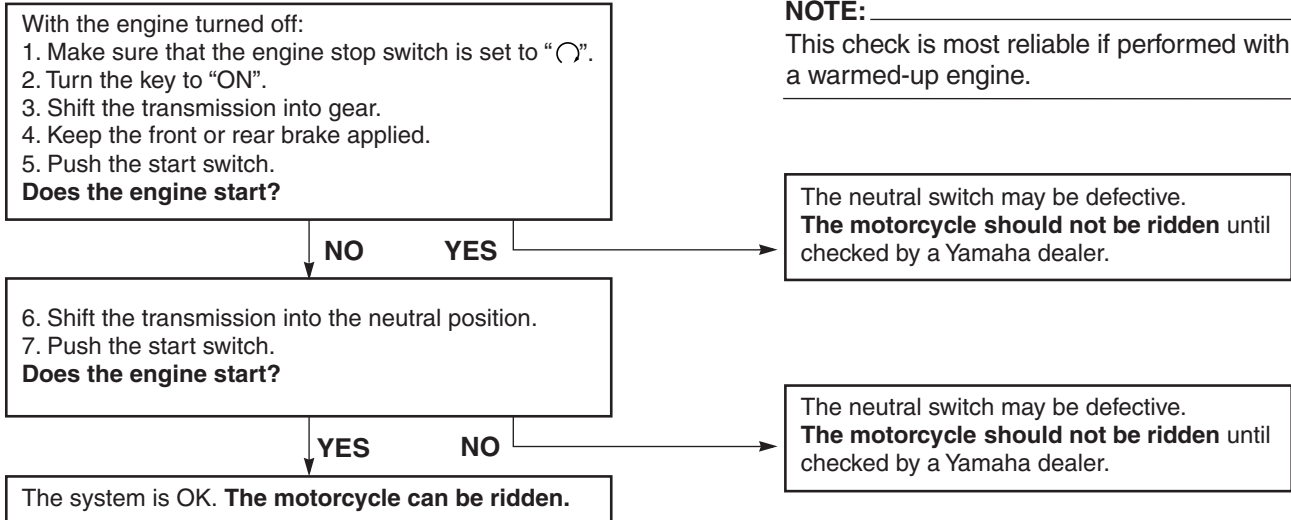 With the engine turned off:
1. Make sure that the engine stop switch is set to “ ”.
2. Turn the key to “ON”.
3. Shift the transmission into gear.
4. Keep the front or rear brake applied.
5. Push the start switch.
Does the engine start?
NOTE:
This check is most reliable if performed with
a warmed-up engine.
NO YES
The neutral switch may be defective.
The motorcycle should not be ridden until
checked by a Yamaha dealer.
6. Shift the transmission into the neutral position.
7. Push the start switch.
Does the engine start?
YES NO
The neutral switch may be defective.
The motorcycle should not be ridden until
checked by a Yamaha dealer.
The system is OK. The motorcycle can be ridden.